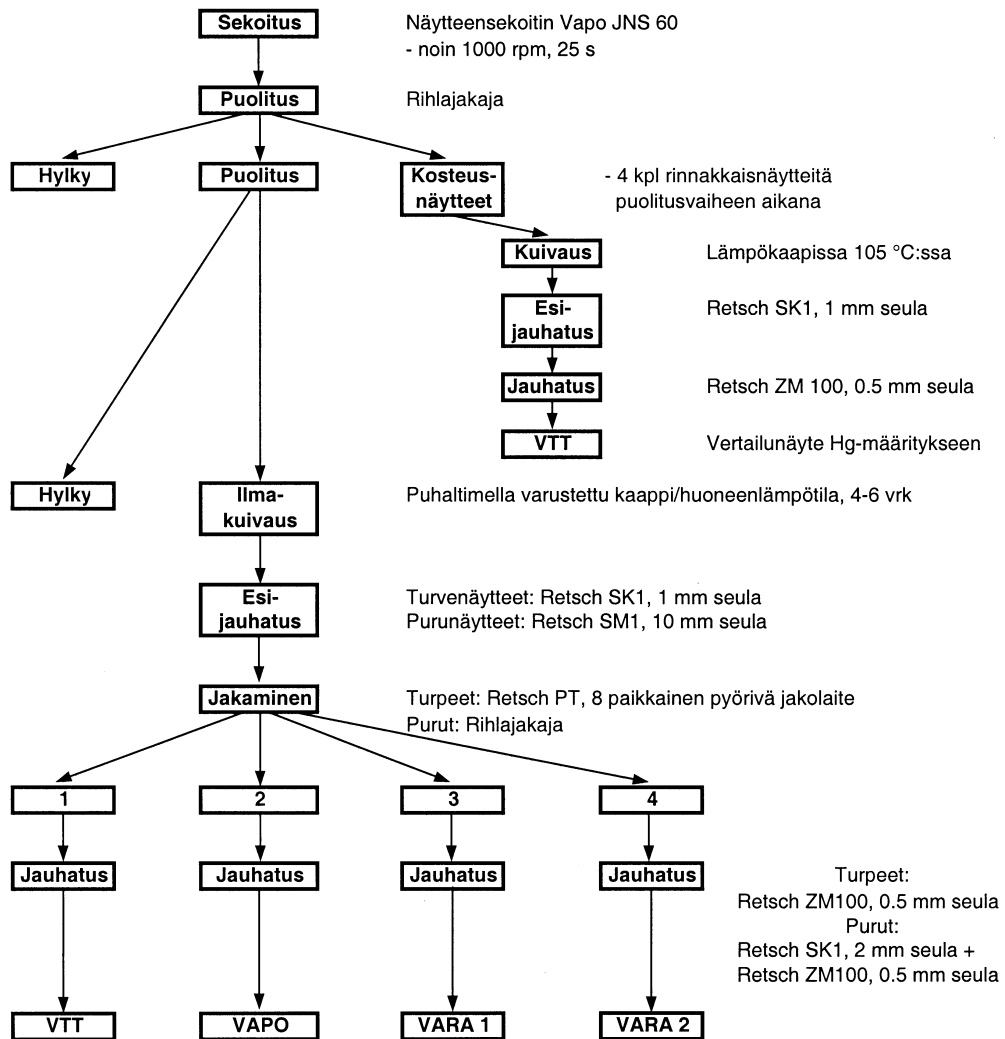 Sekoitus
Näytteensekoitin Vapo JNS 60
- noin 1000 rpm, 25 s
Puolitus
Rihlajakaja
Hylky
Puolitus
Kosteus-
näytteet
- 4 kpl rinnakkaisnäytteitä
puolitusvaiheen aikana
Kuivaus
Lämpökaapissa 105 °C:ssa
Esi-
jauhatus
Retsch SK1, 1 mm seula
Jauhatus
Retsch ZM 100, 0.5 mm seula
VTT
Vertailunäyte Hg-määritykseen
Hylky
Ilma-
kuivaus
Puhaltimella varustettu kaappi/huoneenlämpötila, 4-6 vrk
Esi-
jauhatus
Turvenäytteet: Retsch SK1, 1 mm seula
Purunäytteet: Retsch SM1, 10 mm seula
Jakaminen
Turpeet: Retsch PT, 8 paikkainen pyörivä jakolaite
Purut: Rihlajakaja
1
2
3
4
Jauhatus
Jauhatus
Jauhatus
Jauhatus
Turpeet:
Retsch ZM100, 0.5 mm seula
Purut:
Retsch SK1, 2 mm seula +
Retsch ZM100, 0.5 mm seula
VTT
VAPO
VARA 1
VARA 2